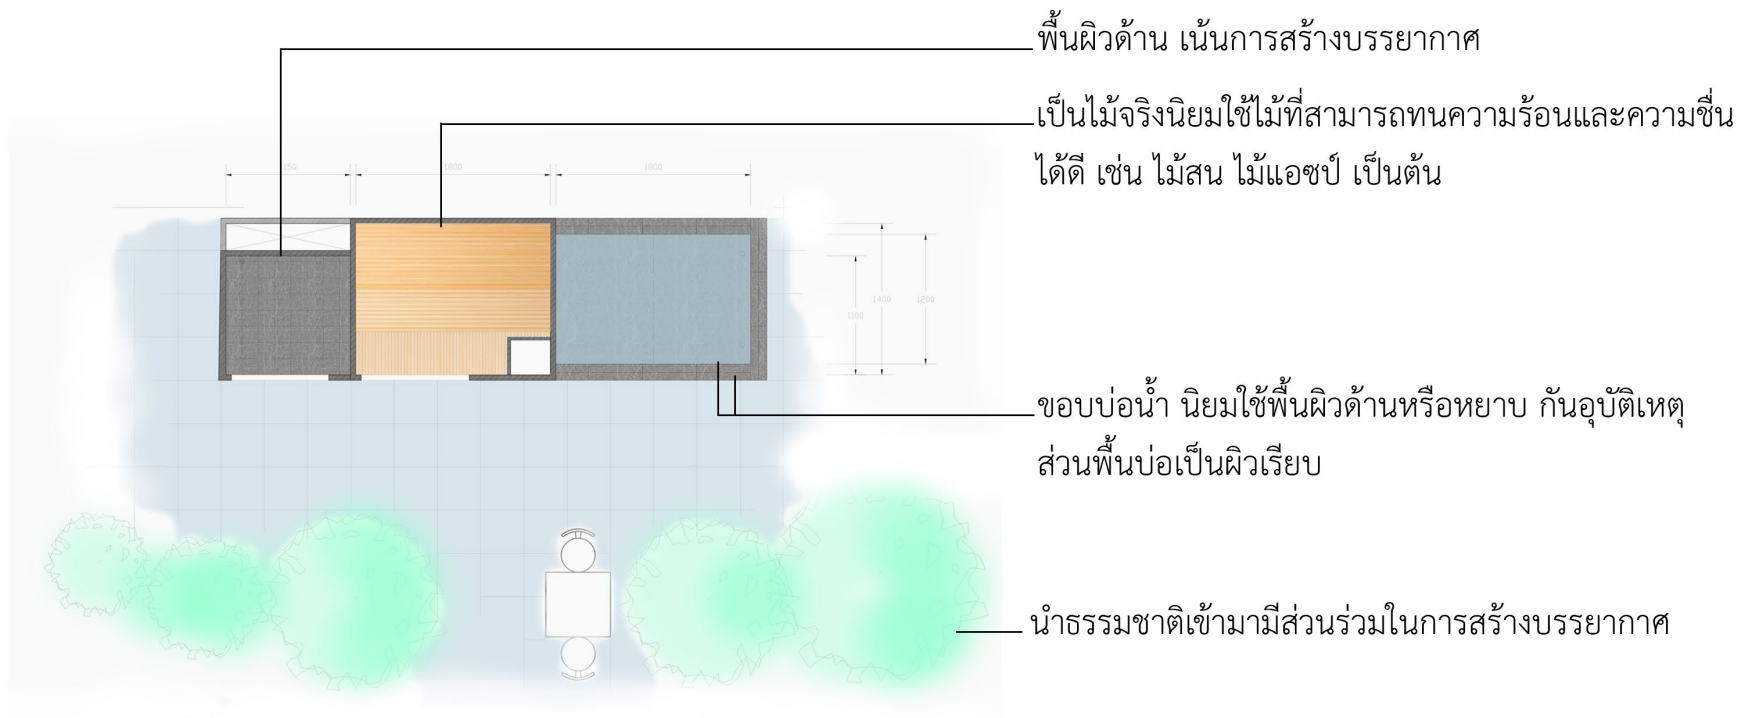 พื้นผิวด้าน เน้นการสร้างบรรยากาศ
เป็นไม้จริงนิยมใช้ไม้ที่สามารถทนความร้อนและความชื่น
ได้ดี เช่น ไม้สน ไม้แอซป์ เป็นต้น
1800
1800
1400
1200
1100
ขอบบ่อน้ำ นิยมใช้พื้นผิวด้านหรือหยาบ กันอุบัติเหตุ
ส่วนพื้นบ่อเป็นผิวเรียบ
นำธรรมชาติเข้ามามีส่วนร่วมในการสร้างบรรยากาศ